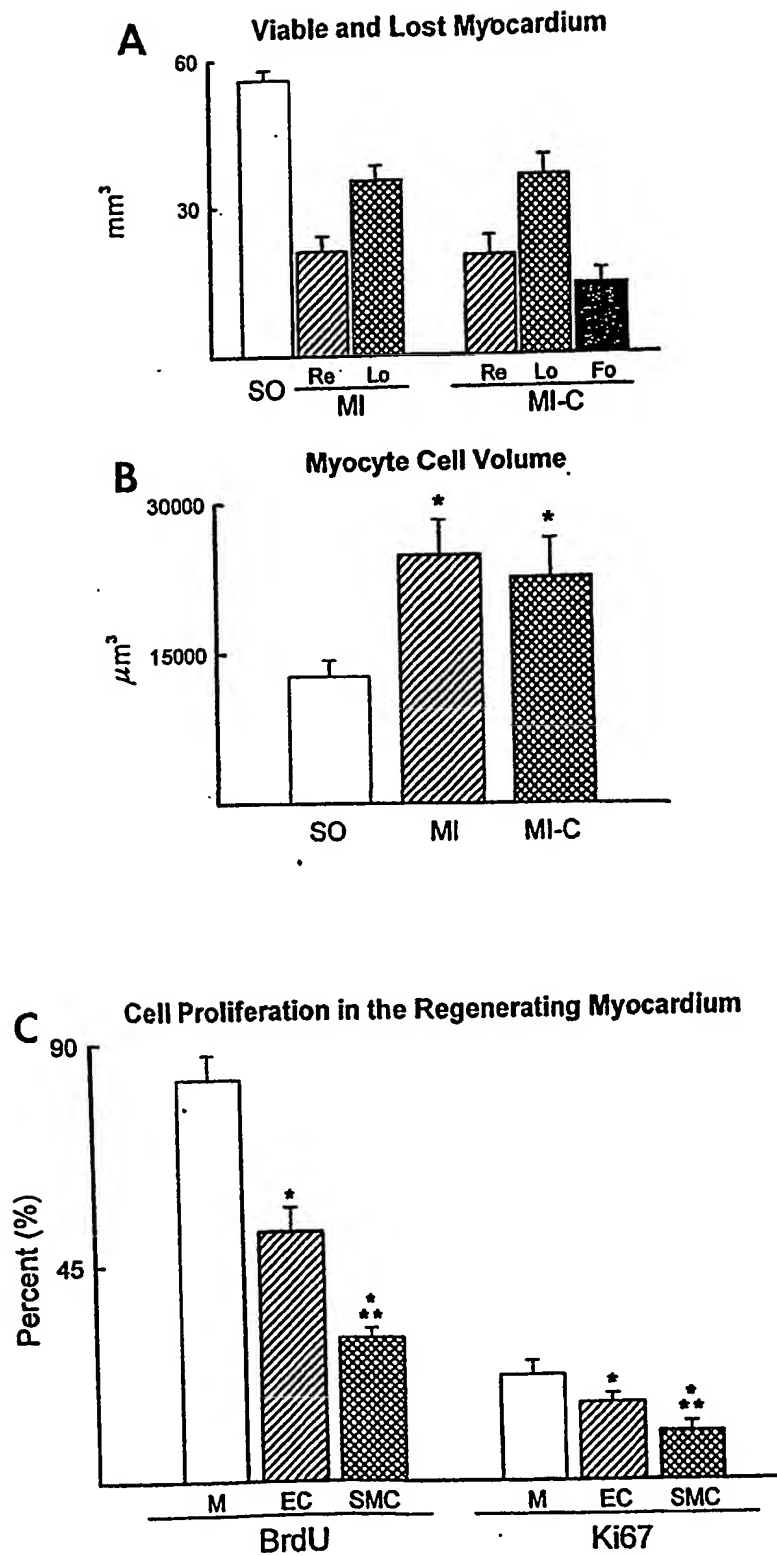 A
Viable and Lost Myocardium
60
30
mm³
Re Lo Re Lo Fo
SO MI MI-C
B
Myocyte Cell Volume
30000
* *
15000
μm³
SO MI MI-C
C
Cell Proliferation in the Regenerating Myocardium
90
45
Percent (%)
*
*
**
*
*
**
M EC SMC M EC SMC
BrdU Ki67